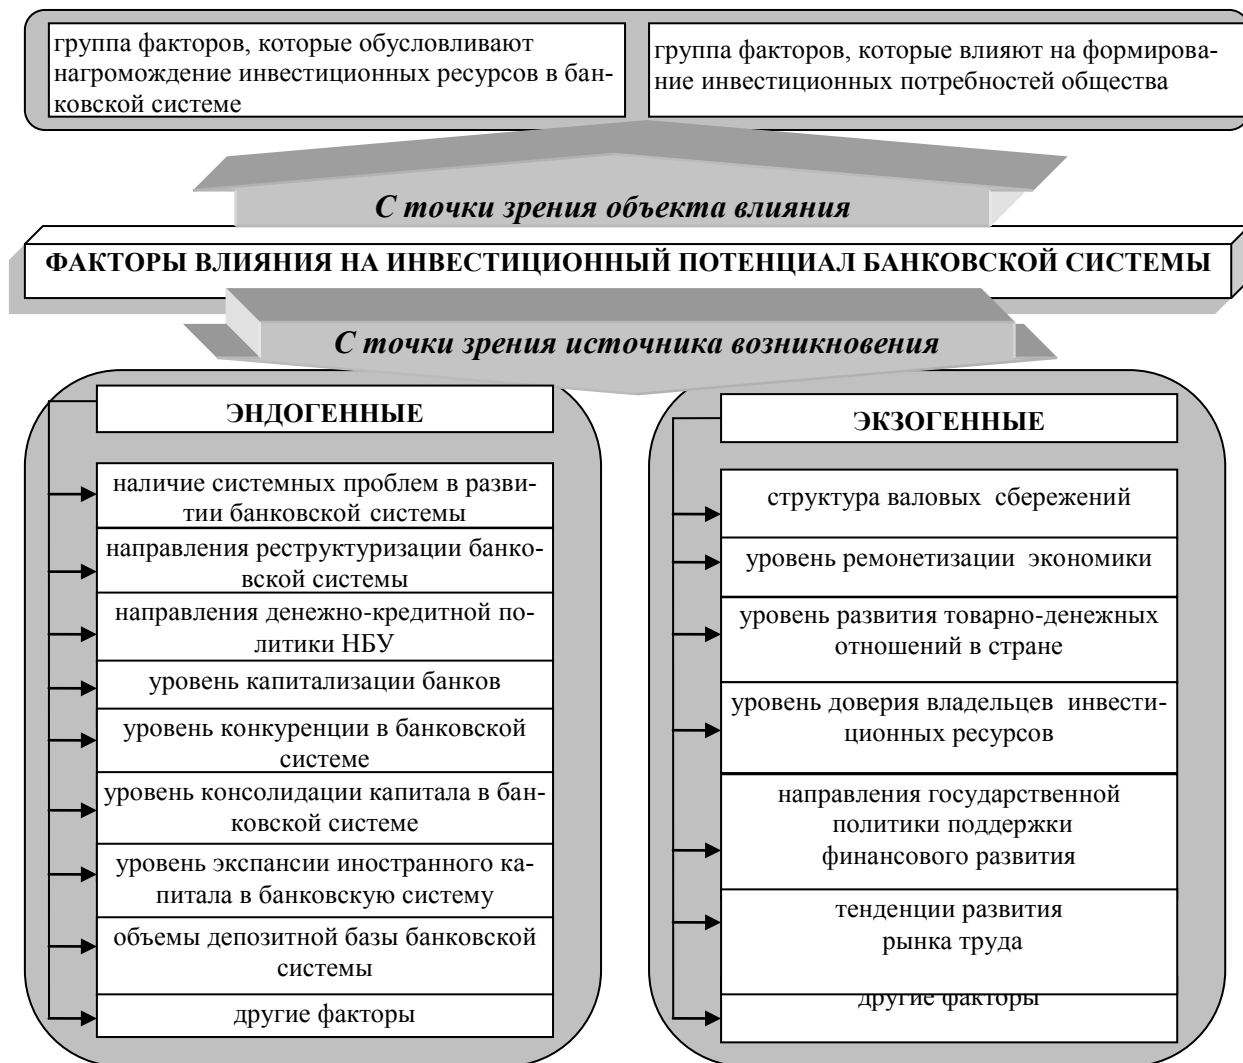 группа факторов, которые обусловливают
нагромождение инвестиционных ресурсов в бан-
ковской системе
группа факторов, которые влияют на формирова-
ние инвестиционных потребностей общества
С точки зрения объекта влияния
ФАКТОРЫ ВЛИЯНИЯ НА ИНВЕСТИЦИОННЫЙ ПОТЕНЦИАЛ БАНКОВСКОЙ СИСТЕМЫ
С точки зрения источника возникновения
ЭНДОГЕННЫЕ
наличие системных проблем в разви-
тии банковской системы
направления реструктуризации банко-
вской системы
направления денежно-кредитной по-
литики НБУ
уровень капитализации банков
уровень конкуренции в банковской
системе
уровень консолидации капитала в бан-
ковской системе
уровень экспансии иностранного ка-
питала в банковскую систему
объемы депозитной базы банковской
системы
другие факторы
ЭКЗОГЕННЫЕ
структура валовых сбережений
уровень ремонетизации экономики
уровень развития товарно-денежных
отношений в стране
уровень доверия владельцев инвести-
ционных ресурсов
направления государственной
политики поддержки
финансового развития
тенденции развития
рынка труда
другие факторы